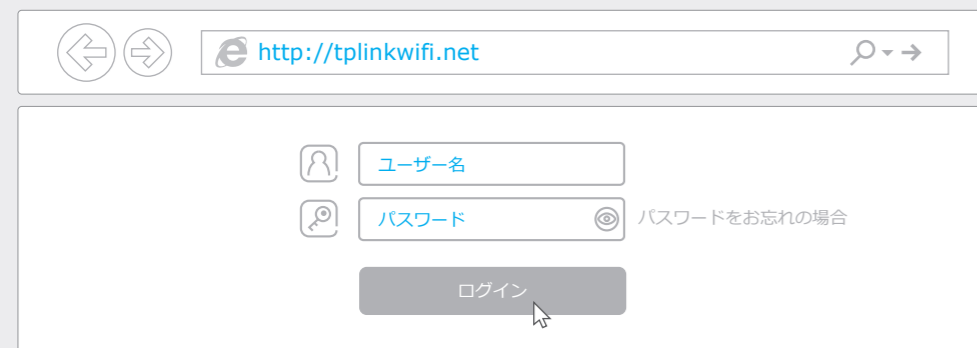 http://tplinkwifi.net
ユーザー名
パスワード
パスワードをお忘れの場合
ログイン